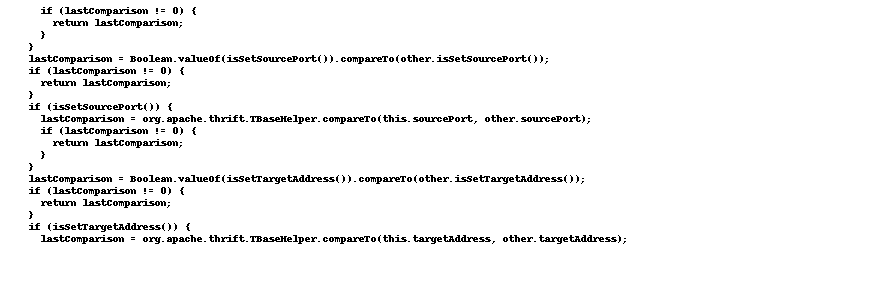 if (lastComparison != 0) {
return lastComparison;
}
}
lastComparison = Boolean.valueOf(isSetSourcePort()).compareTo(other.isSetSourcePort());
if (lastComparison != 0) {
return lastComparison;
}
if (isSetSourcePort()) {
lastComparison = org.apache.thrift.TBaseHelper.compareTo(this.sourcePort, other.sourcePort);
if (lastComparison != 0) {
return lastComparison;
}
}
lastComparison = Boolean.valueOf(isSetTargetAddress()).compareTo(other.isSetTargetAddress());
if (lastComparison != 0) {
return lastComparison;
}
if (isSetTargetAddress()) {
lastComparison = org.apache.thrift.TBaseHelper.compareTo(this.targetAddress, other.targetAddress);